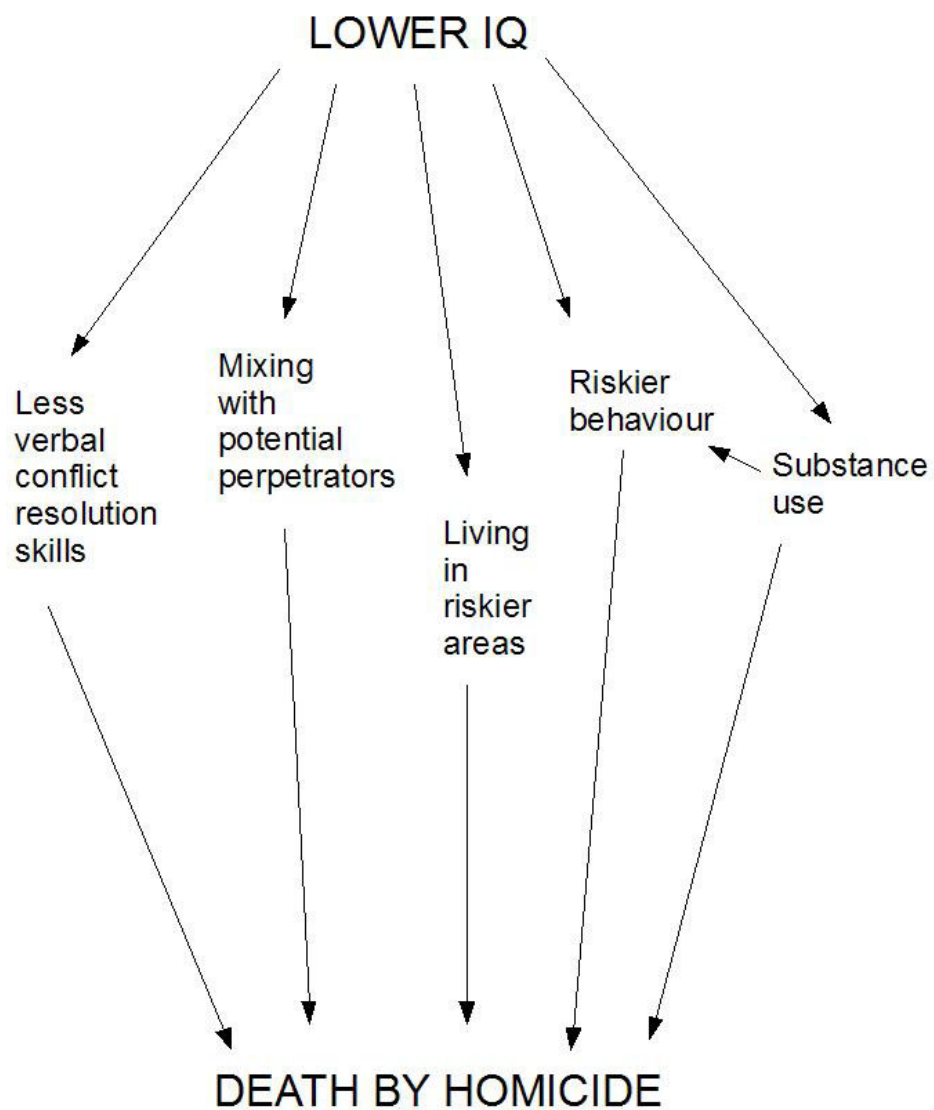 LOWER IQ
Less
verbal
conflict
resolution
skills
Mixing
with
potential
perpetrators
Living
in
riskier
areas
Riskier
behaviour
Substance
use
DEATH BY HOMICIDE